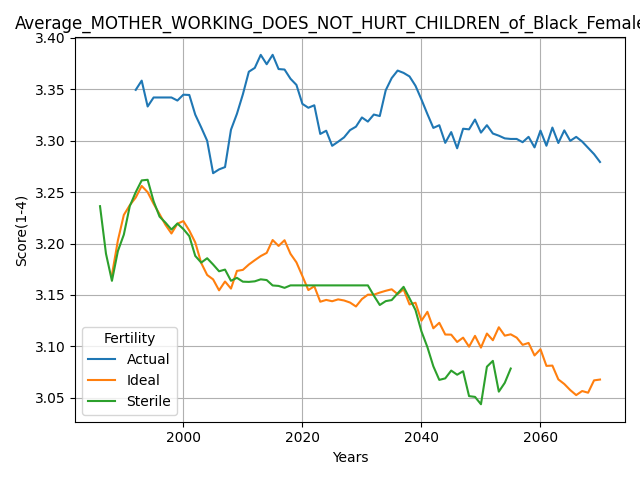 Average_MOTHER_WORKING_DOES_NOT_HURT_CHILDREN_of_Black_Female
3.40
3.35
3.30
3.25
3.20
3.15
3.10
3.05
Score(1-4)
Fertility
Actual
Ideal
Sterile
2000
2020
2040
2060
Years